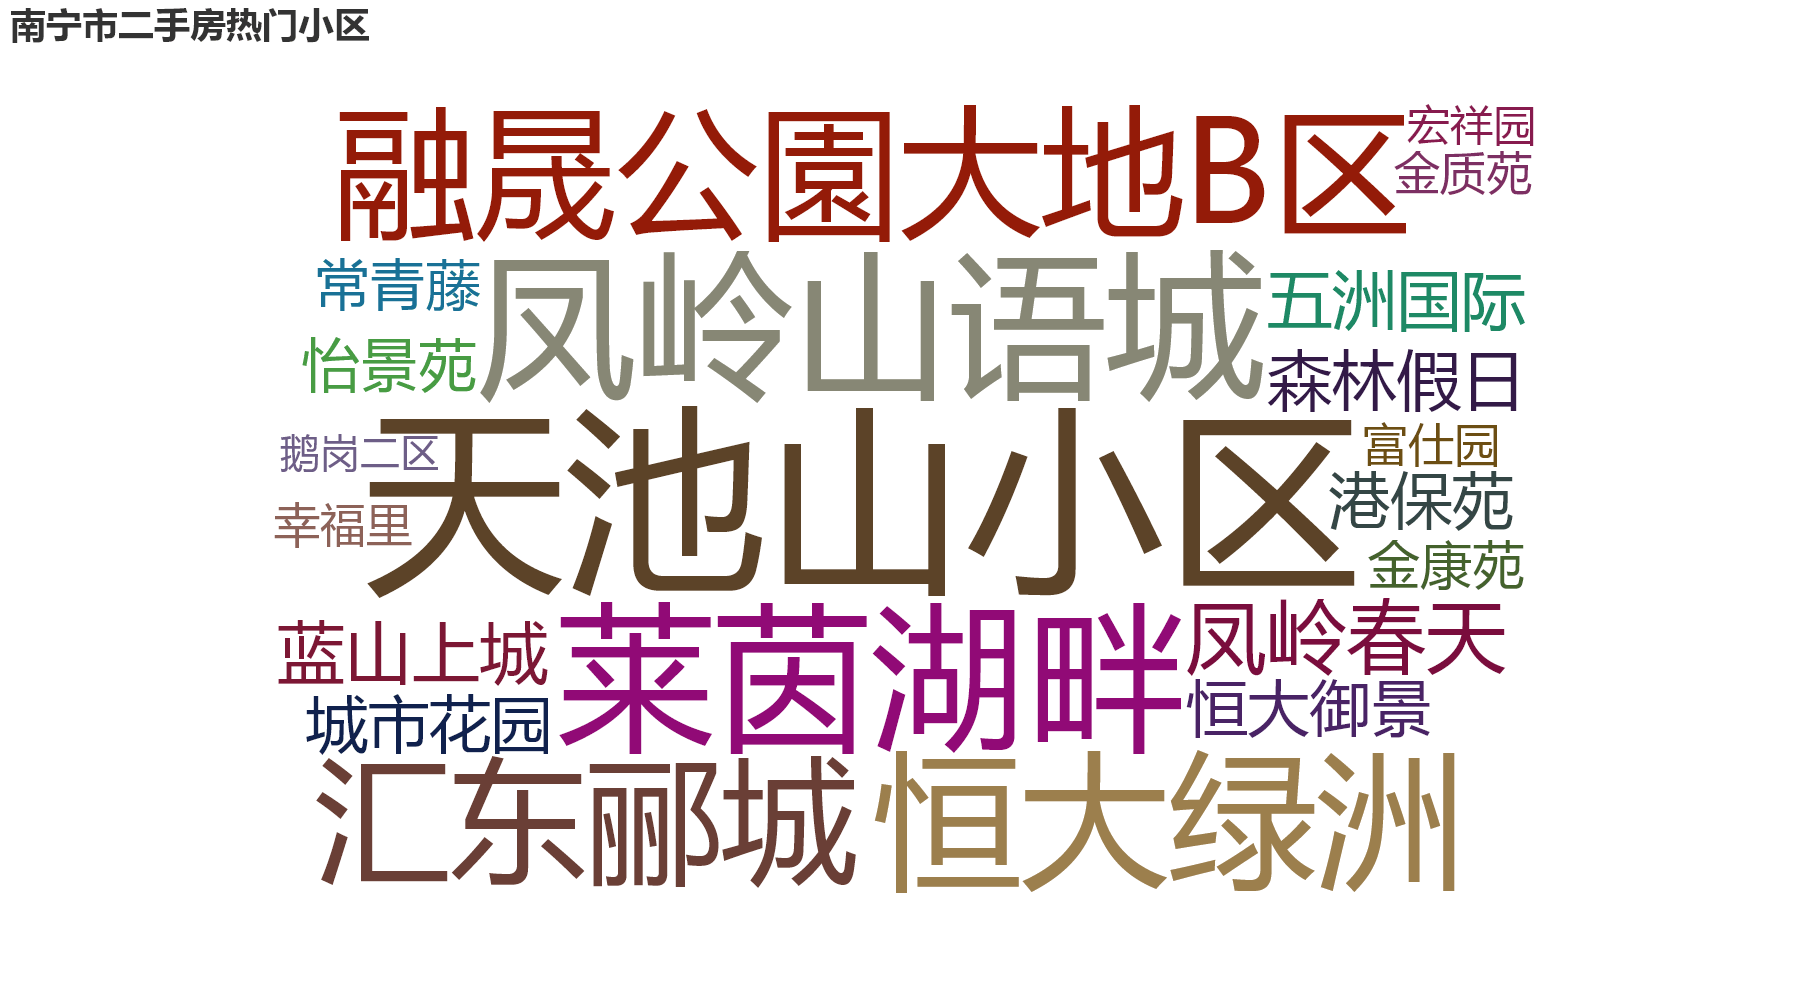 南宁市二手房热门小区
融晟公園大地B区
宏祥园
金质苑
常青藤
凤岭山语城
五洲国际
怡景苑
森林假日
天池山小区
鹅岗二区
富仕园
港保苑
幸福里
金康苑
蓝山上城
莱茵湖畔
凤岭春天
城市花园
恒大御景
汇东郦城
恒大绿洲